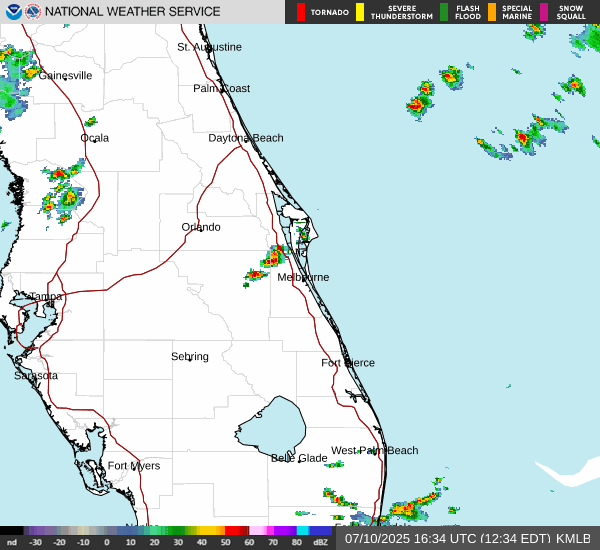 NATIONAL WEATHER SERVICE
TORNADO
SEVERE THUNDERSTORM
FLASH FLOOD
SPECIAL MARINE
SNOW SQUALL
St. Augustine
Gainesville
Palm Coast
Ocala
Daytona Beach
Orlando
Melbourne
Tampa
Sebring
Fort Pierce
Sarasota
West Palm Beach
Belle Glade
Fort Myers
nd -30 -20 -10 0 10 20 30 40 50 60 70 80 dBZ
07/10/2025 16:34 UTC (12:34 EDT) KMLB